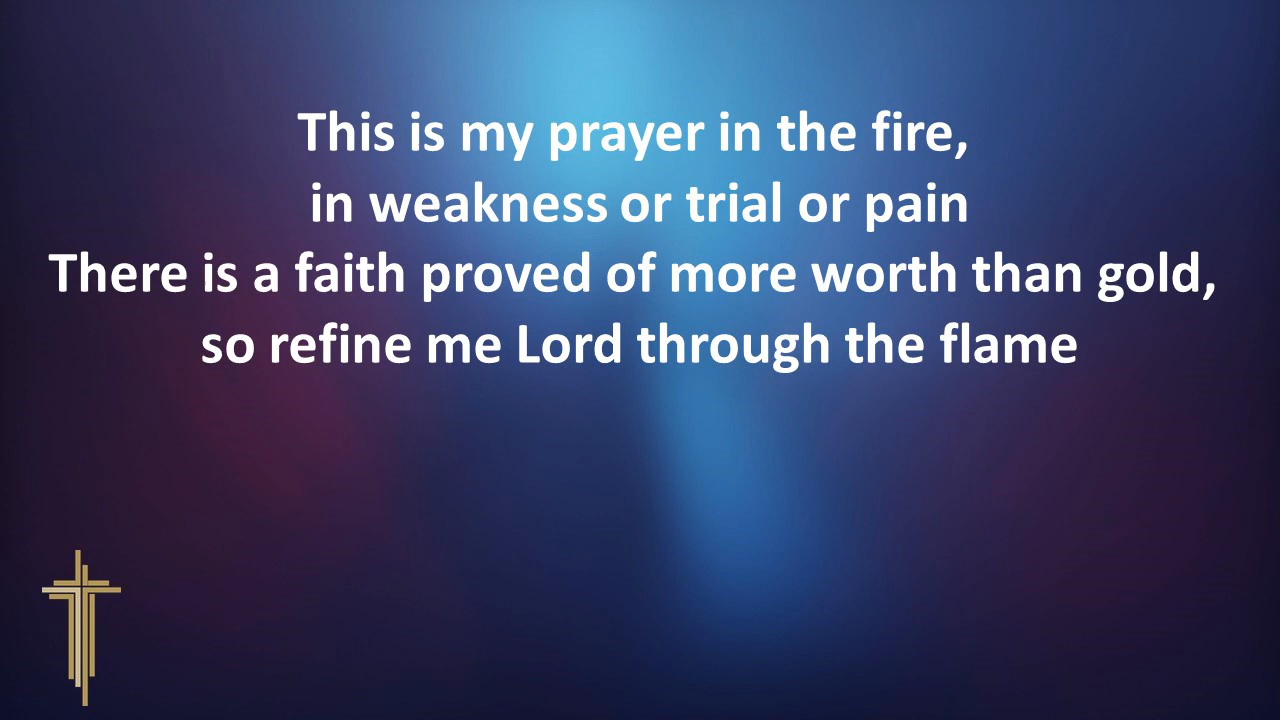 This is my prayer in the fire,
in weakness or trial or pain
There is a faith proved of more worth than gold,
so refine me Lord through the flame